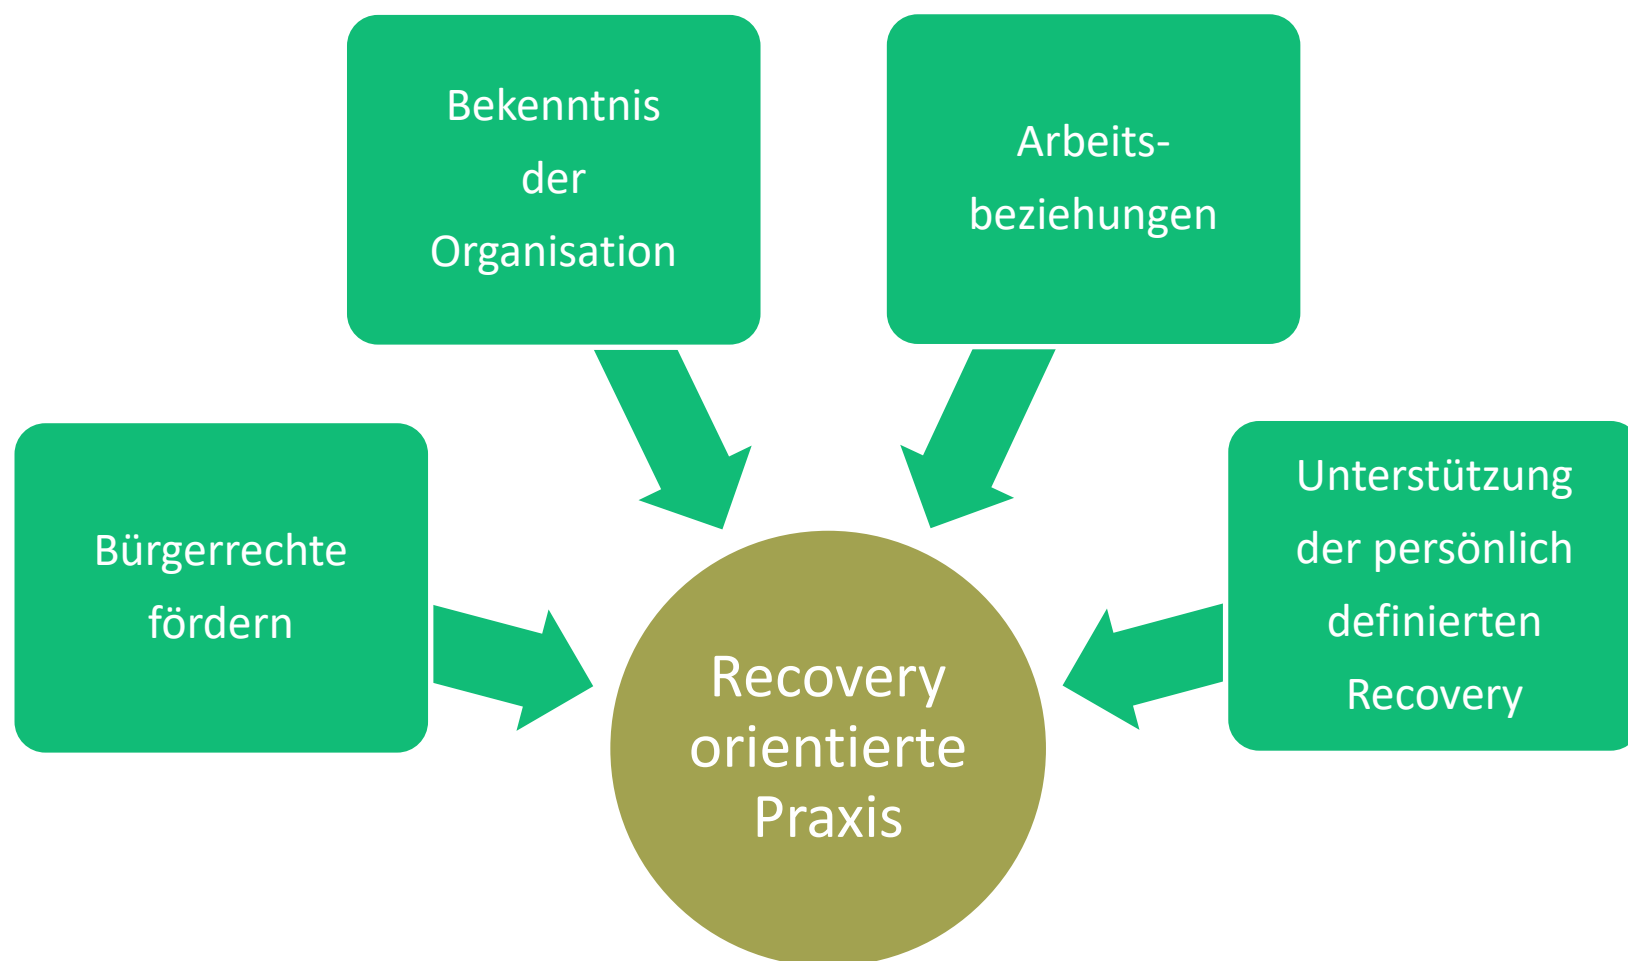 Bekenntnis
der
Organisation
Arbeits-
beziehungen
Bürgerrechte
fördern
Unterstützung
der persönlich
definierten
Recovery
Recovery
orientierte
Praxis